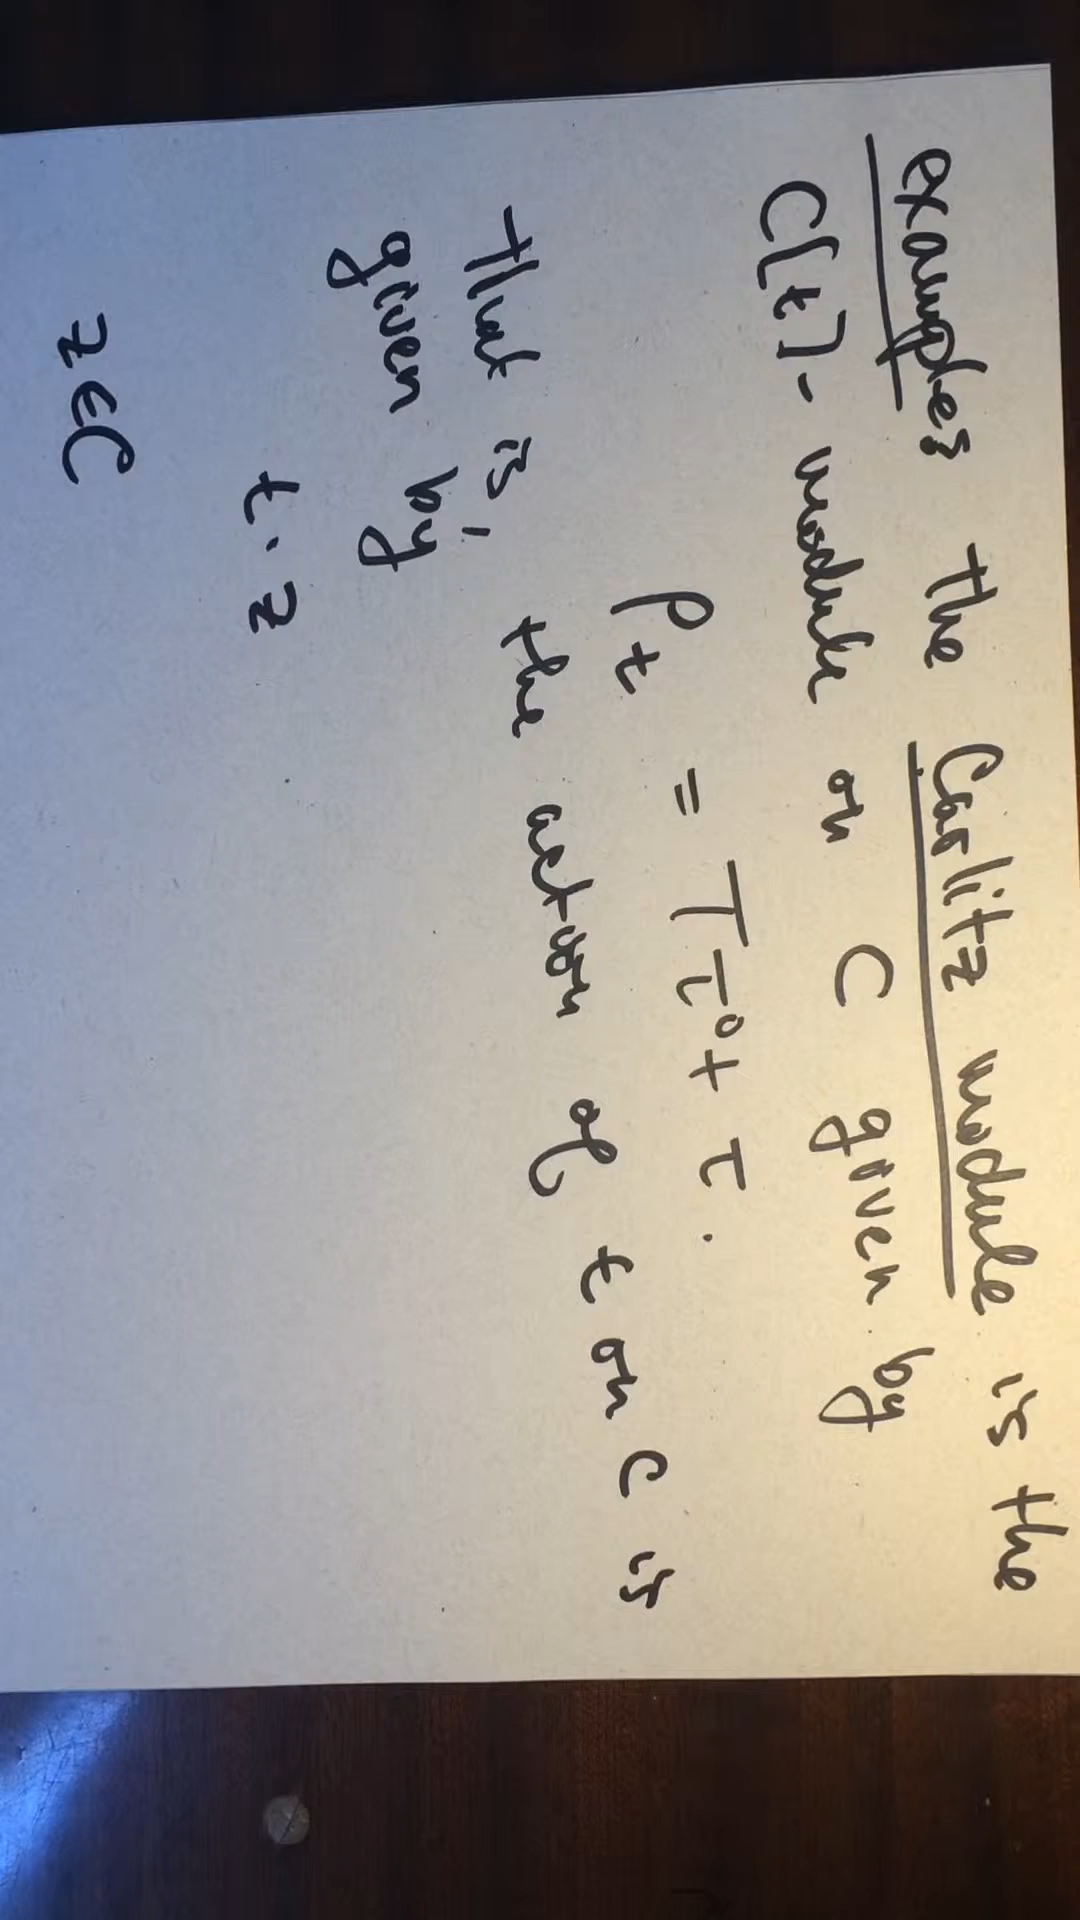 examples The Carlitz module is the
C[t]-module on C given by
ρ_t = Tτ⁰ + τ.
That is, the action of t on C is
given by
t · z
z ∈ C